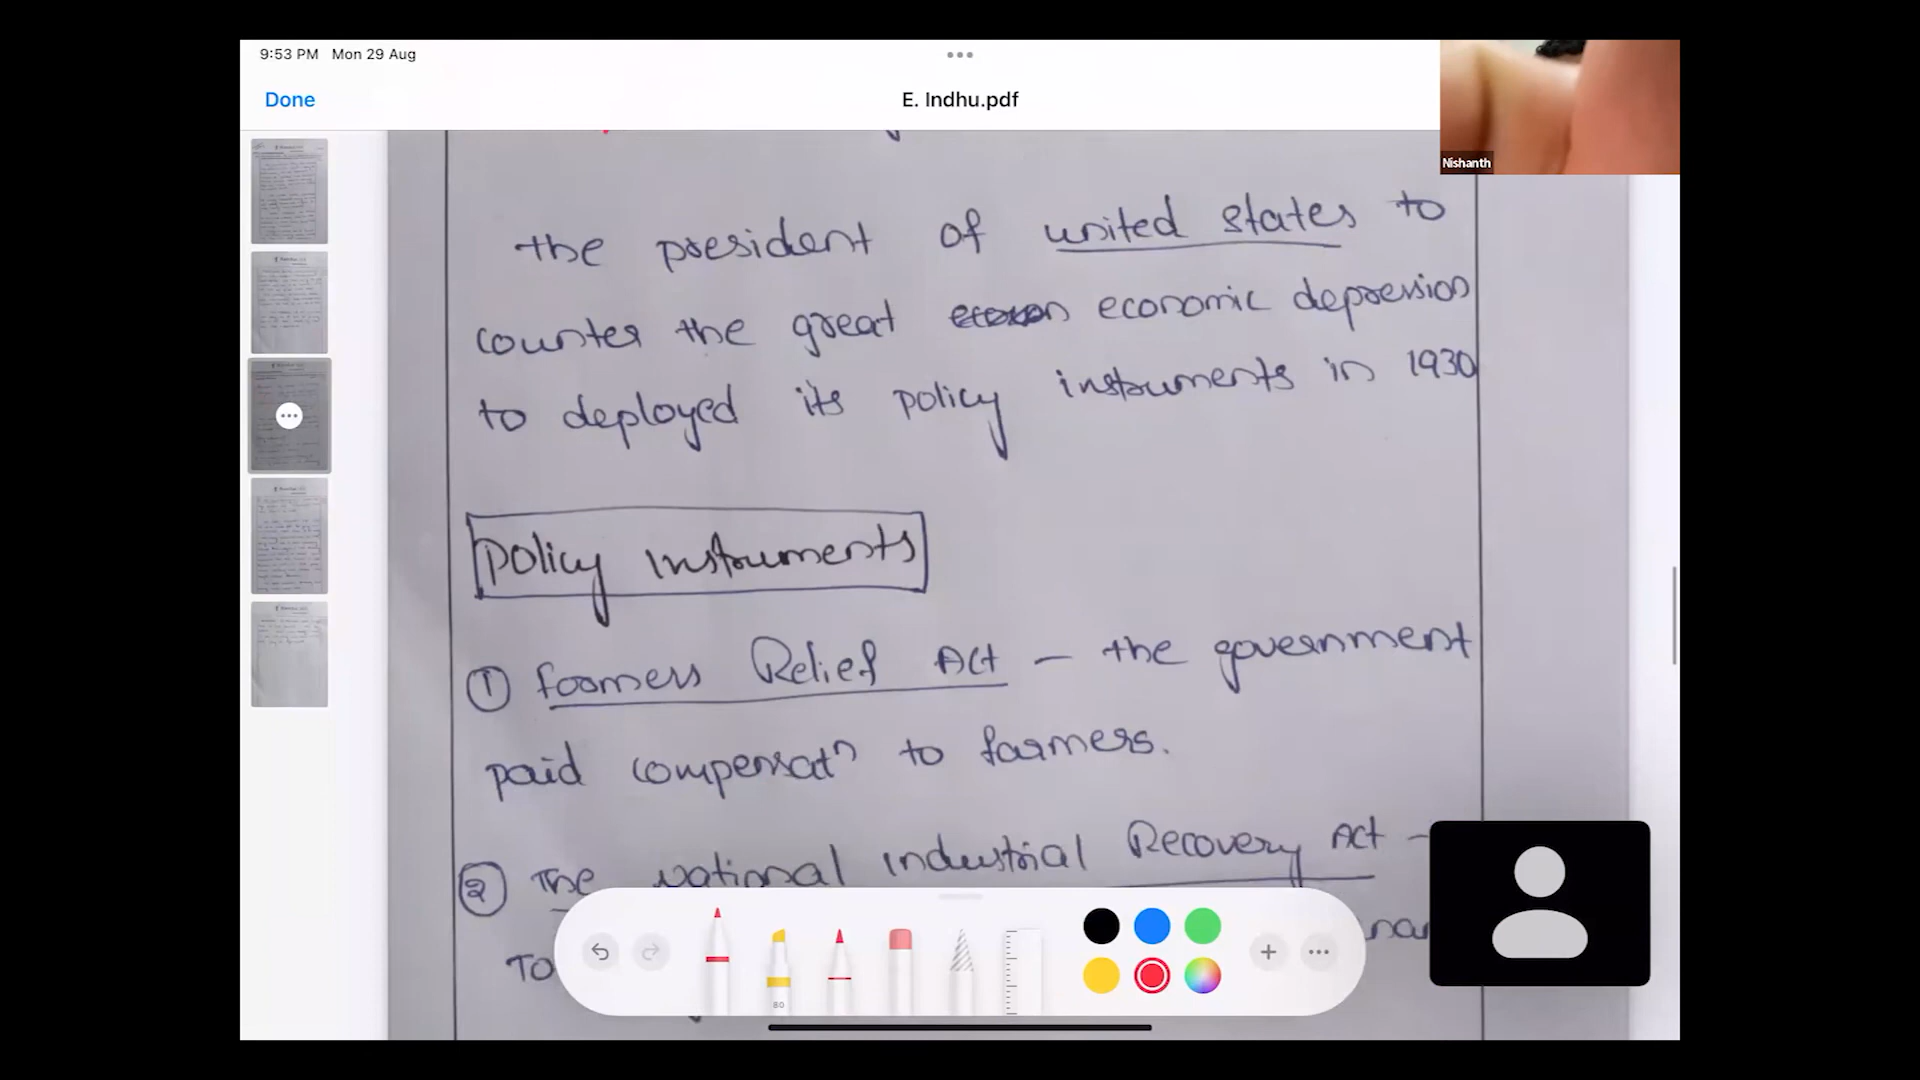 9:53 PM Mon 29 Aug
Done
E. Indhu.pdf
Nishanth
the president of united states to
counter the great economic depression
to deployed its policy instruments in 1930
Policy Instruments
① farmers Relief Act – the government
paid compensatⁿ to farmers.
② The National Industrial Recovery Act –
To
80